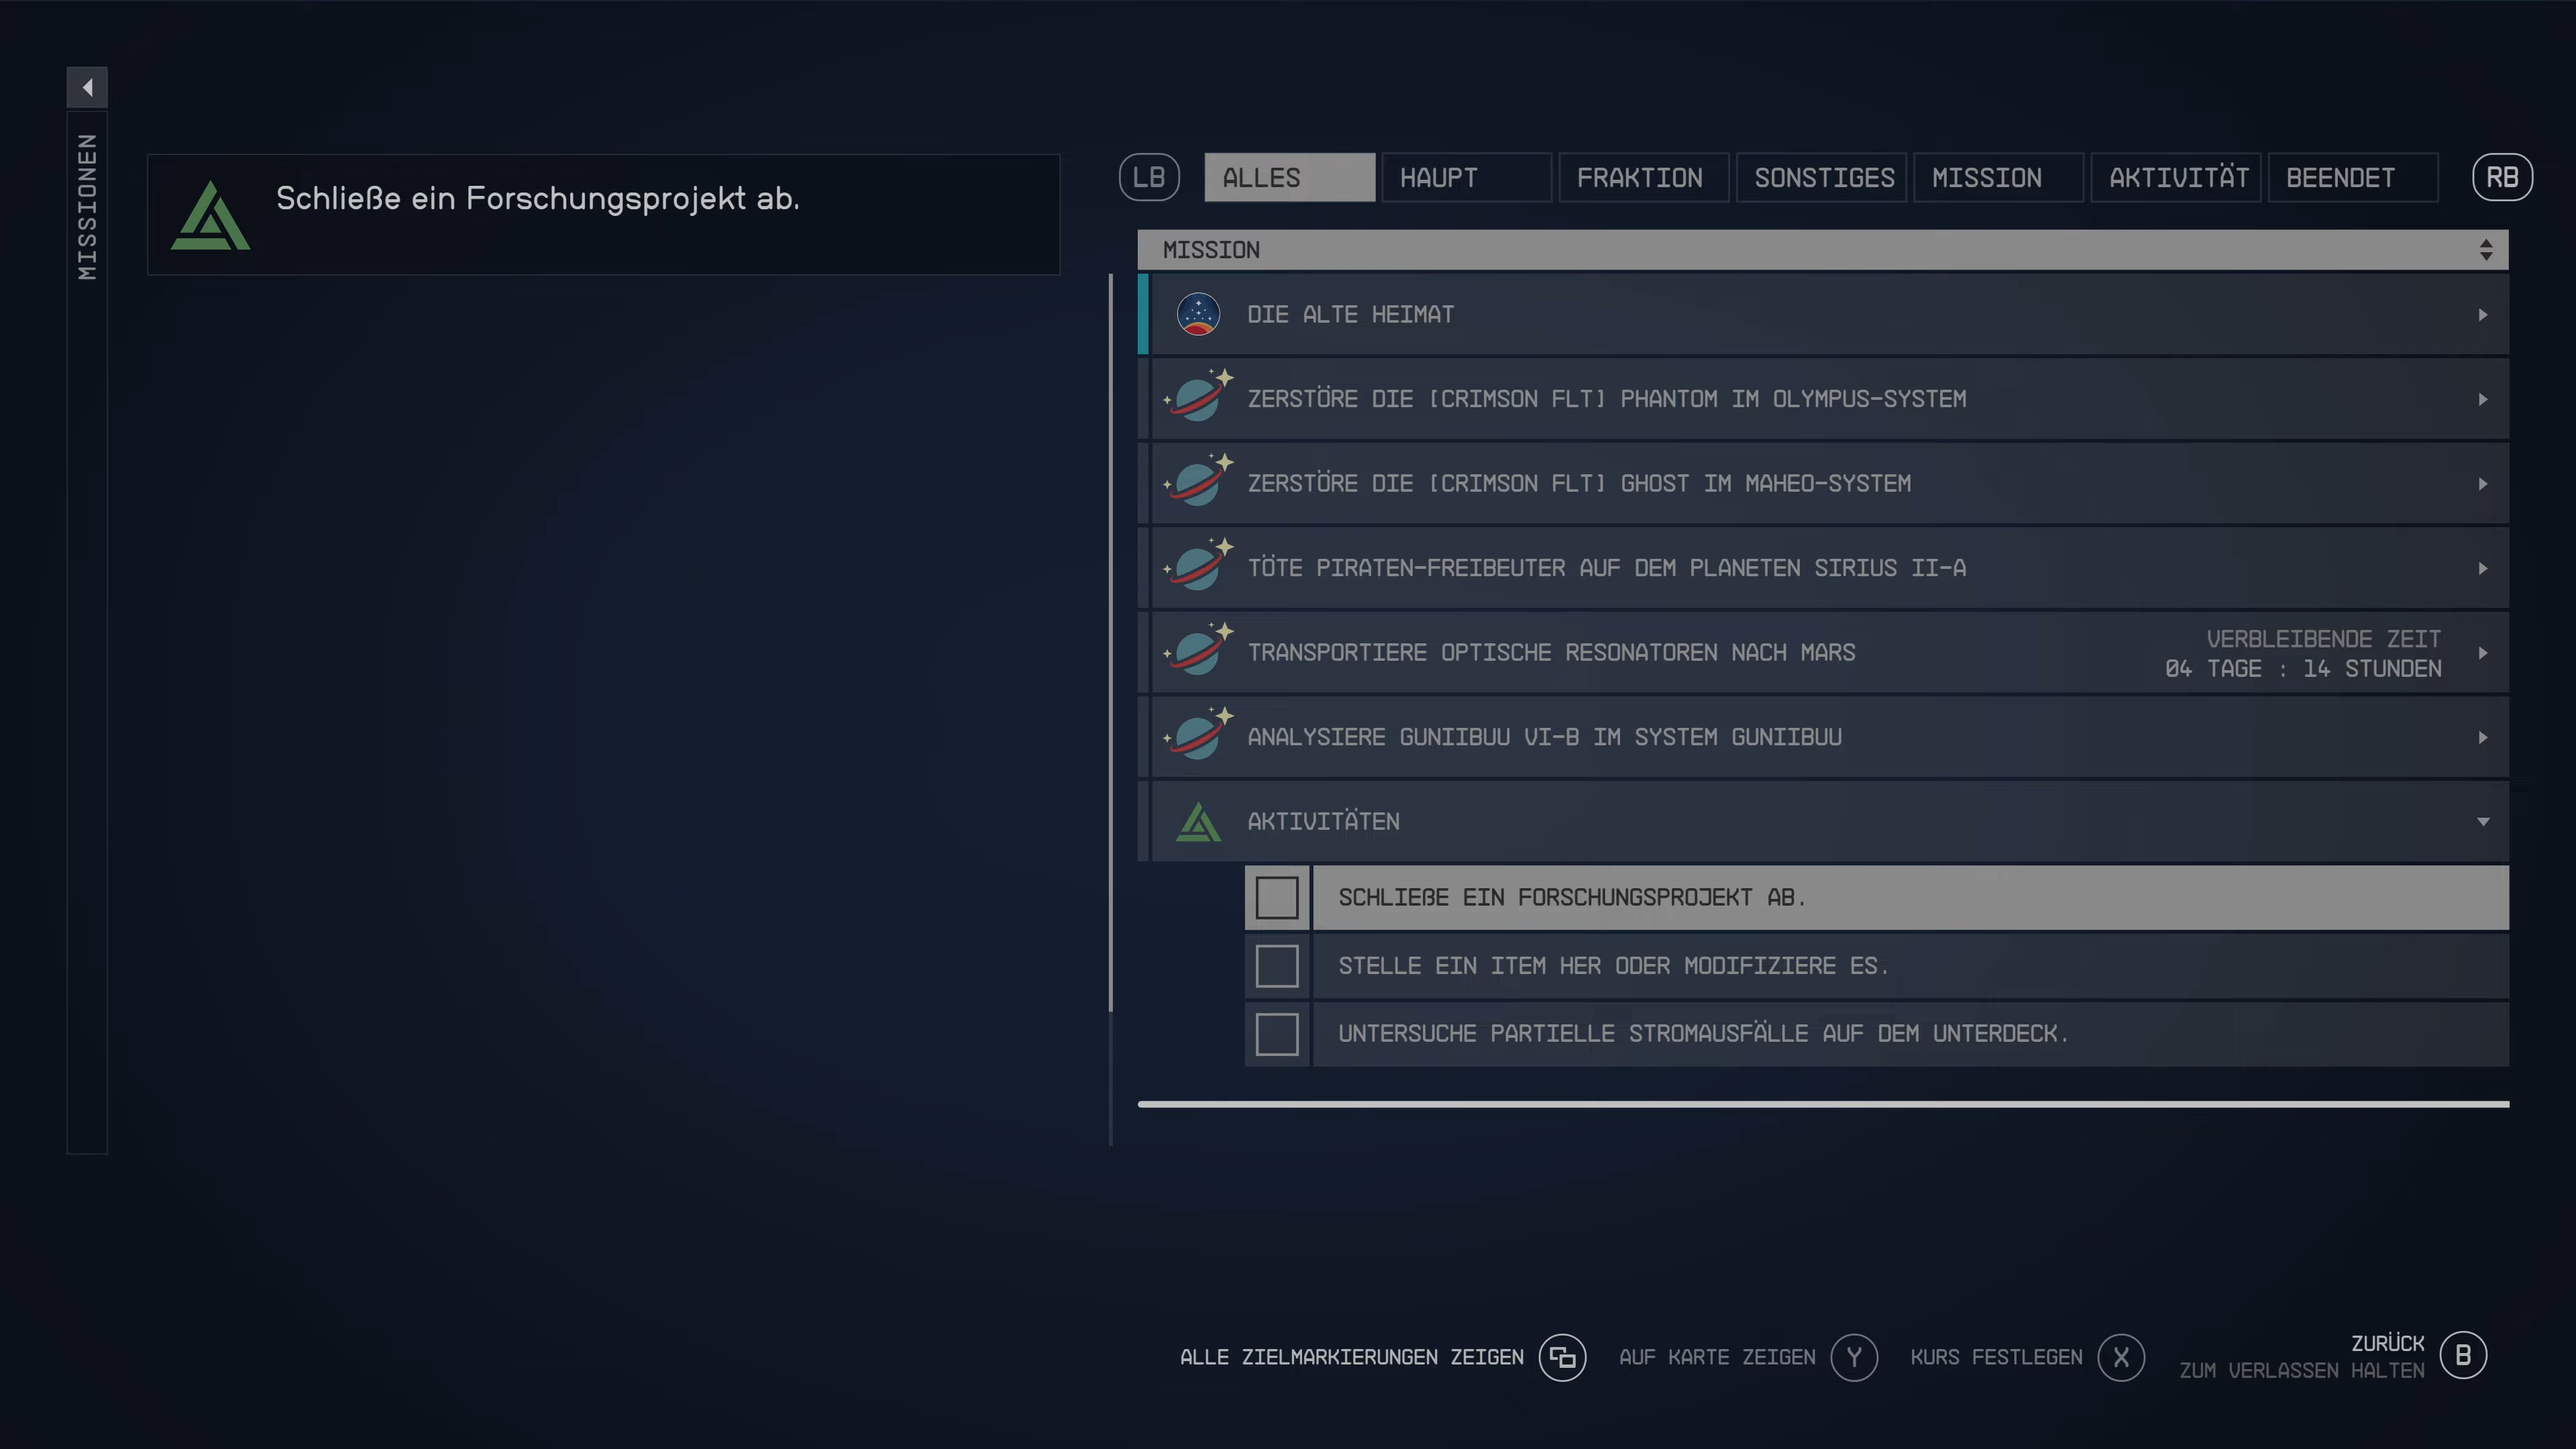 MISSIONEN
Schließe ein Forschungsprojekt ab.
LB ALLES HAUPT FRAKTION SONSTIGES MISSION AKTIVITÄT BEENDET RB
MISSION
DIE ALTE HEIMAT
ZERSTÖRE DIE [CRIMSON FLT] PHANTOM IM OLYMPUS-SYSTEM
ZERSTÖRE DIE [CRIMSON FLT] GHOST IM MAHEO-SYSTEM
TÖTE PIRATEN-FREIBEUTER AUF DEM PLANETEN SIRIUS II-A
TRANSPORTIERE OPTISCHE RESONATOREN NACH MARS
VERBLEIBENDE ZEIT
04 TAGE : 14 STUNDEN
ANALYSIERE GUNIIBUU VI-B IM SYSTEM GUNIIBUU
AKTIVITÄTEN
SCHLIEßE EIN FORSCHUNGSPROJEKT AB.
STELLE EIN ITEM HER ODER MODIFIZIERE ES.
UNTERSUCHE PARTIELLE STROMAUSFÄLLE AUF DEM UNTERDECK.
ALLE ZIELMARKIERUNGEN ZEIGEN AUF KARTE ZEIGEN Y KURS FESTLEGEN X ZURÜCK B
ZUM VERLASSEN HALTEN